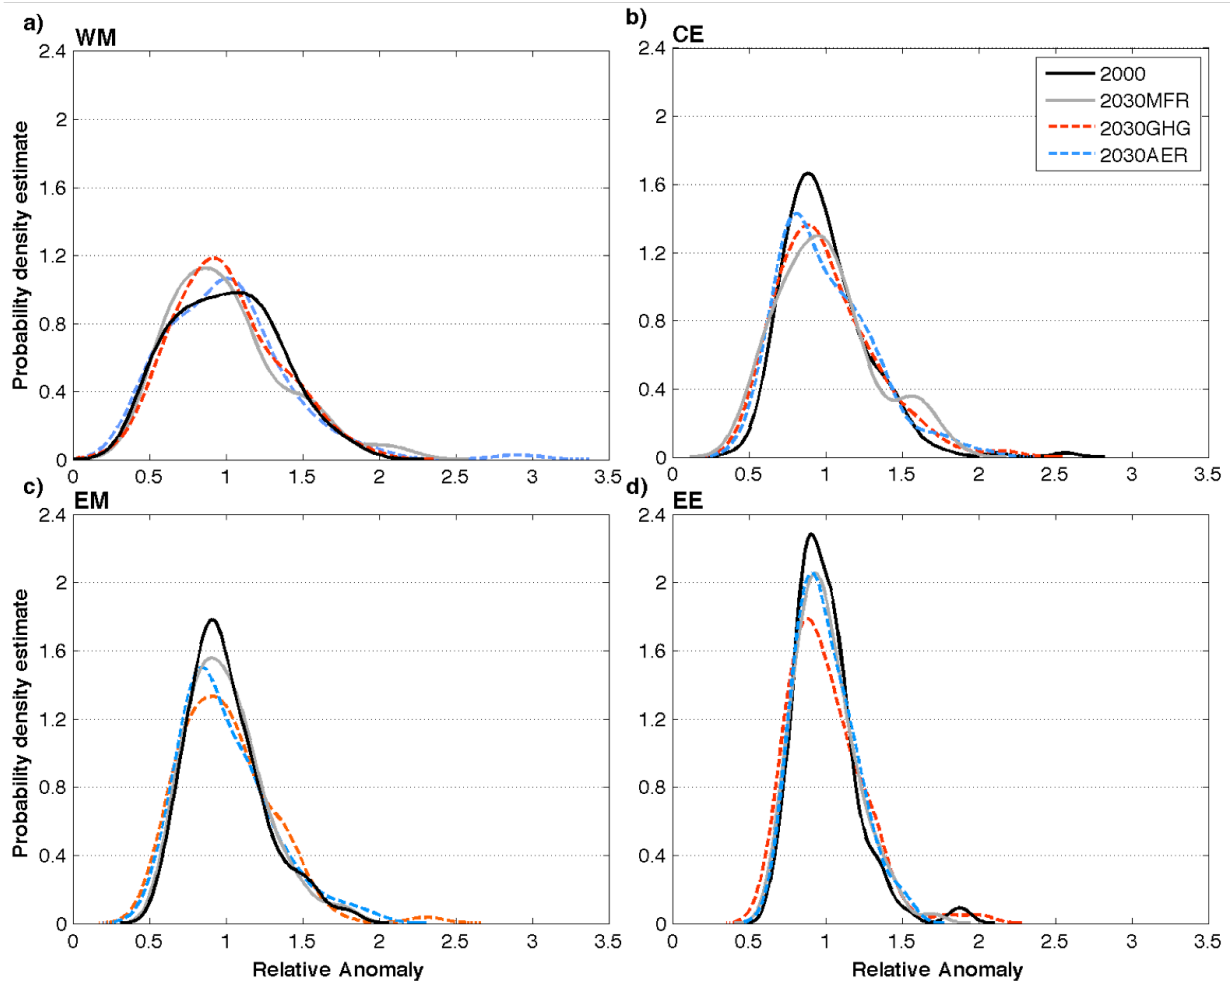 a) WM
2.4
2
1.6
1.2
0.8
0.4
0
0 0.5 1 1.5 2 2.5 3 3.5
Probability density estimate
b) CE
2.4
2
1.6
1.2
0.8
0.4
0
0 0.5 1 1.5 2 2.5 3 3.5
2000
2030MFR
2030GHG
2030AER
c) EM
2.4
2
1.6
1.2
0.8
0.4
0
0 0.5 1 1.5 2 2.5 3 3.5
Probability density estimate
Relative Anomaly
d) EE
2.4
2
1.6
1.2
0.8
0.4
0
0 0.5 1 1.5 2 2.5 3 3.5
Relative Anomaly